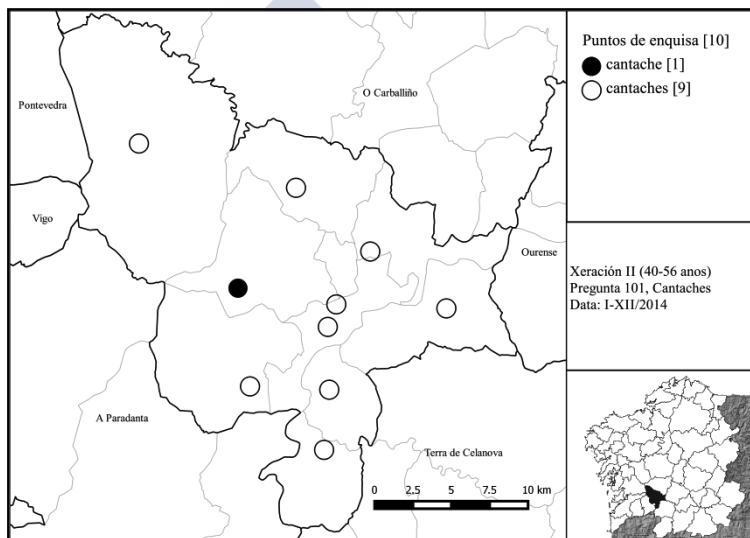 Puntos de enquisa [10]
cantache [1]
cantaches [9]
O Carballiño
Pontevedra
Vigo
Ourense
Xeración II (40-56 anos)
Pregunta 101, Cantaches
Data: I-XII/2014
A Paradanta
Terra de Celanova
0 2,5 5 7,5 10 km